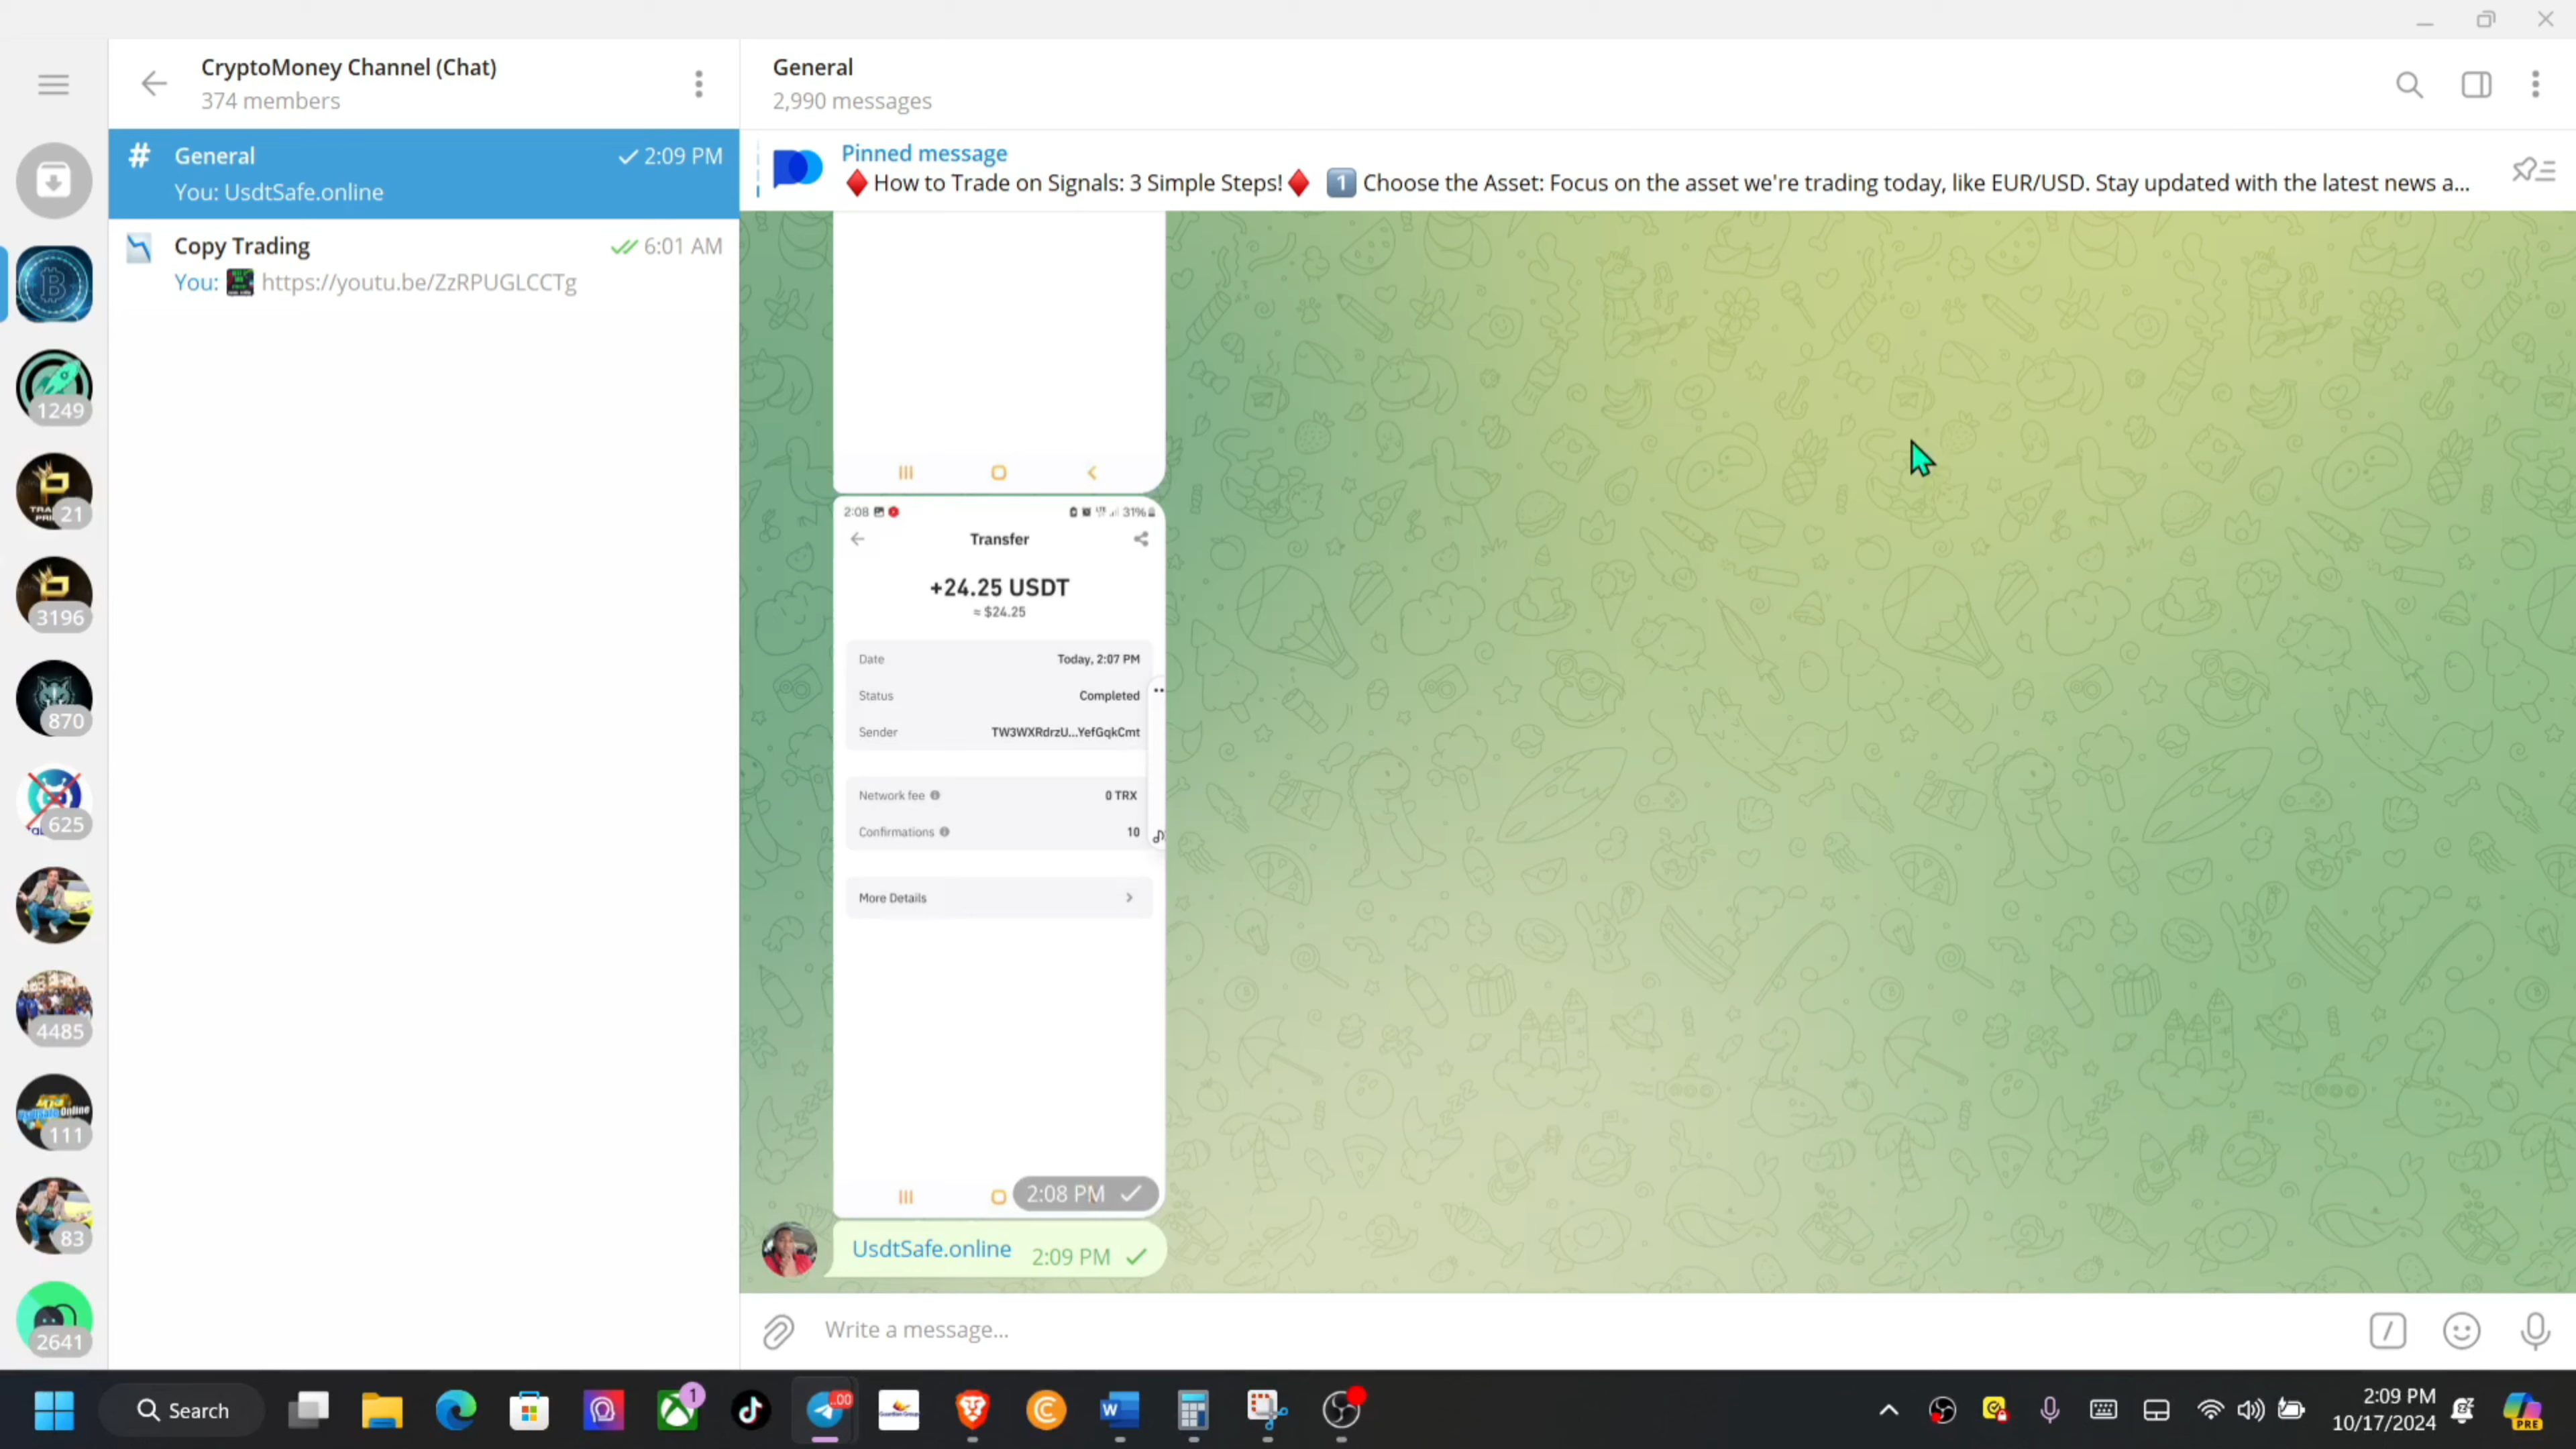 CryptoMoney Channel (Chat)
374 members
General
2:09 PM
You: UsdtSafe.online
Copy Trading
6:01 AM
You: https://youtu.be/ZzRPUGLCCTg
1249
21
3196
870
625
4485
111
83
2641
General
2,990 messages
Pinned message
How to Trade on Signals: 3 Simple Steps! 1 Choose the Asset: Focus on the asset we're trading today, like EUR/USD. Stay updated with the latest news a...
2:08
31%
Transfer
+24.25 USDT
≈ $24.25
Date Today, 2:07 PM
Status Completed
Sender TW3WXRdrzU...YefGqkCmt
Network fee 0 TRX
Confirmations 10
More Details
2:08 PM
UsdtSafe.online 2:09 PM
Write a message...
Search
1
..00
W
2:09 PM
10/17/2024
PRE